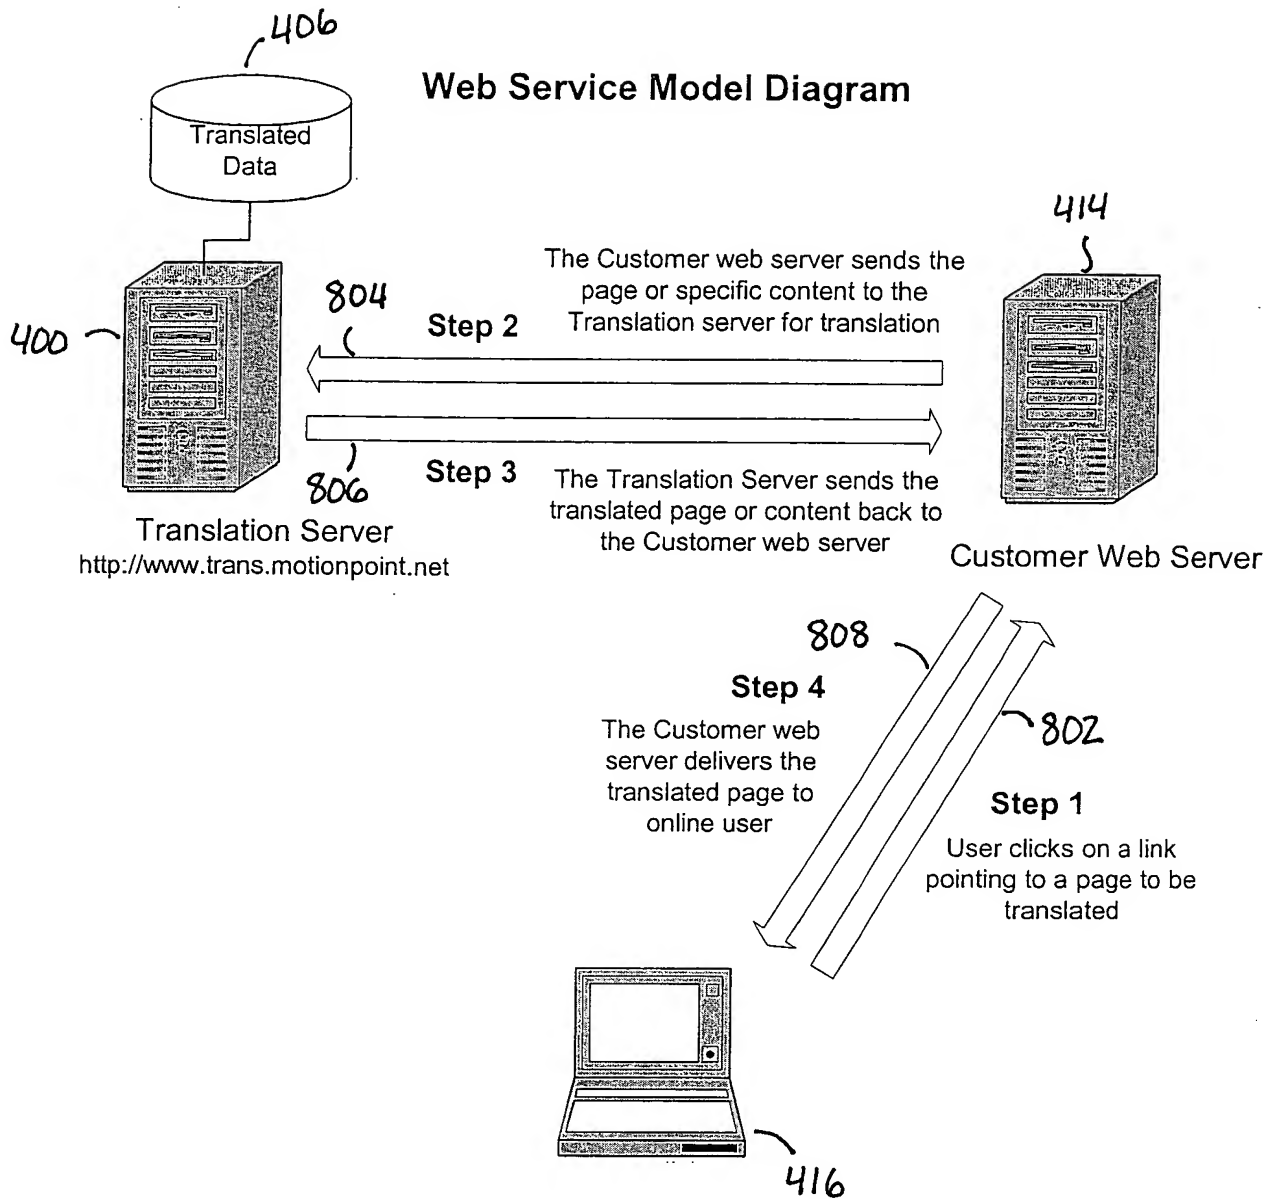 406
Web Service Model Diagram
Translated
Data
414
The Customer web server sends the
page or specific content to the
Translation server for translation
804
Step 2
400
806
Step 3
The Translation Server sends the
translated page or content back to
the Customer web server
Translation Server
http://www.trans.motionpoint.net
Customer Web Server
808
Step 4
The Customer web
server delivers the
translated page to
online user
802
Step 1
User clicks on a link
pointing to a page to be
translated
416